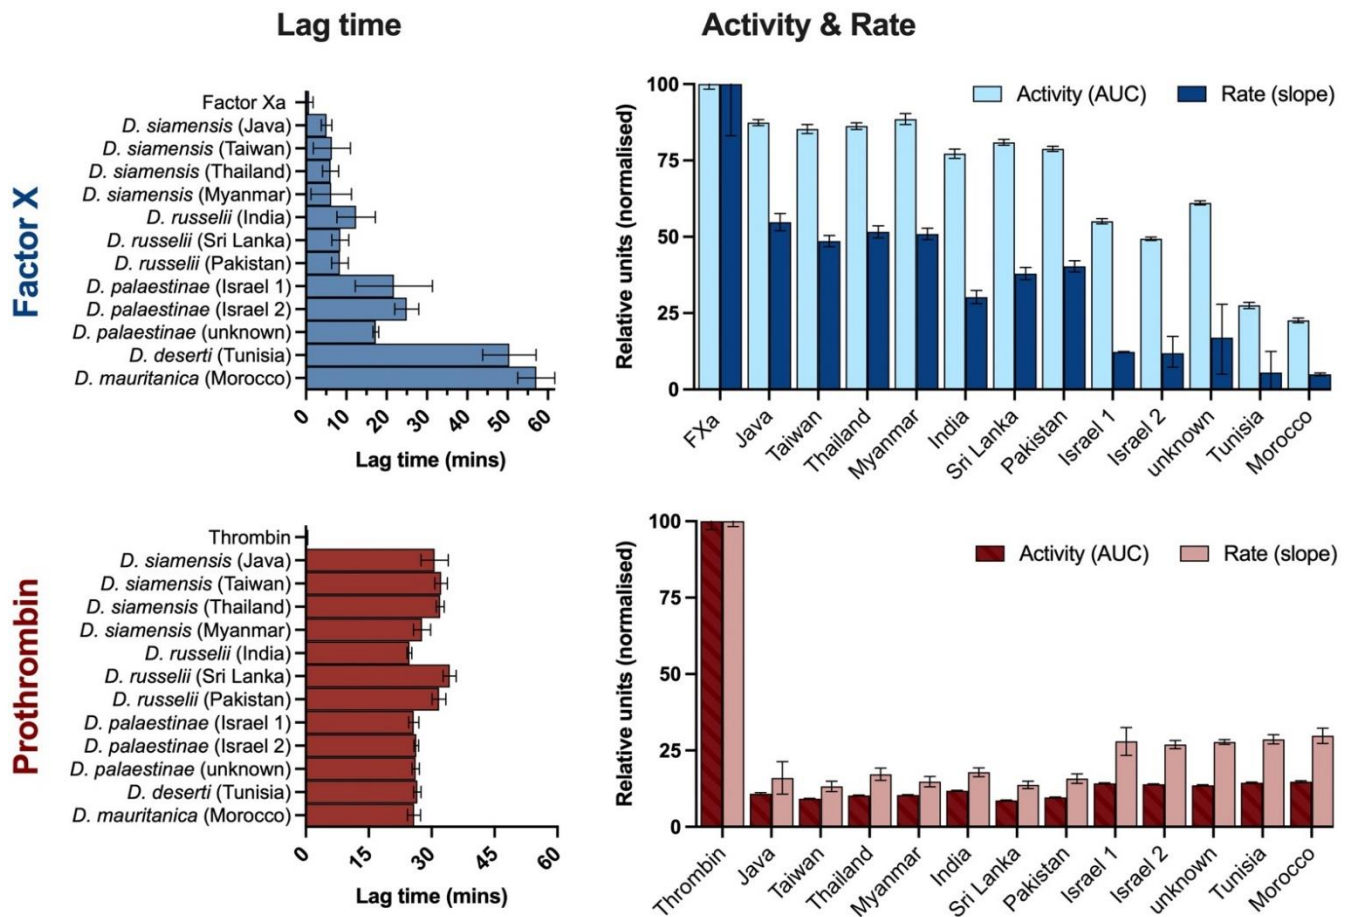 Lag time
Activity & Rate
Factor X
Factor Xa
D. siamensis (Java)
D. siamensis (Taiwan)
D. siamensis (Thailand)
D. siamensis (Myanmar)
D. russelii (India)
D. russelii (Sri Lanka)
D. russelii (Pakistan)
D. palaestinae (Israel 1)
D. palaestinae (Israel 2)
D. palaestinae (unknown)
D. deserti (Tunisia)
D. mauritanica (Morocco)
0 10 20 30 40 50 60
Lag time (mins)
Relative units (normalised)
100
75
50
25
0
Activity (AUC) Rate (slope)
FXa Java Taiwan Thailand Myanmar India Sri Lanka Pakistan Israel 1 Israel 2 unknown Tunisia Morocco
Prothrombin
Thrombin
D. siamensis (Java)
D. siamensis (Taiwan)
D. siamensis (Thailand)
D. siamensis (Myanmar)
D. russelii (India)
D. russelii (Sri Lanka)
D. russelii (Pakistan)
D. palaestinae (Israel 1)
D. palaestinae (Israel 2)
D. palaestinae (unknown)
D. deserti (Tunisia)
D. mauritanica (Morocco)
0 15 30 45 60
Lag time (mins)
Relative units (normalised)
100
75
50
25
0
Activity (AUC) Rate (slope)
Thrombin Java Taiwan Thailand Myanmar India Sri Lanka Pakistan Israel 1 Israel 2 unknown Tunisia Morocco